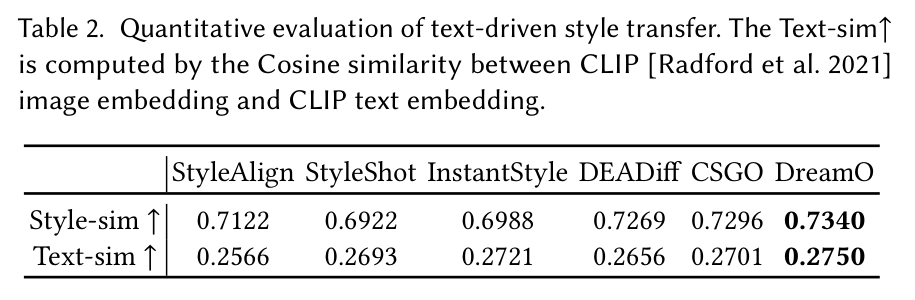 Table 2. Quantitative evaluation of text-driven style transfer. The Text-sim↑
is computed by the Cosine similarity between CLIP [Radford et al. 2021]
image embedding and CLIP text embedding.
StyleAlign StyleShot InstantStyle DEADiff CSGO DreamO
Style-sim ↑ 0.7122 0.6922 0.6988 0.7269 0.7296 0.7340
Text-sim ↑ 0.2566 0.2693 0.2721 0.2656 0.2701 0.2750